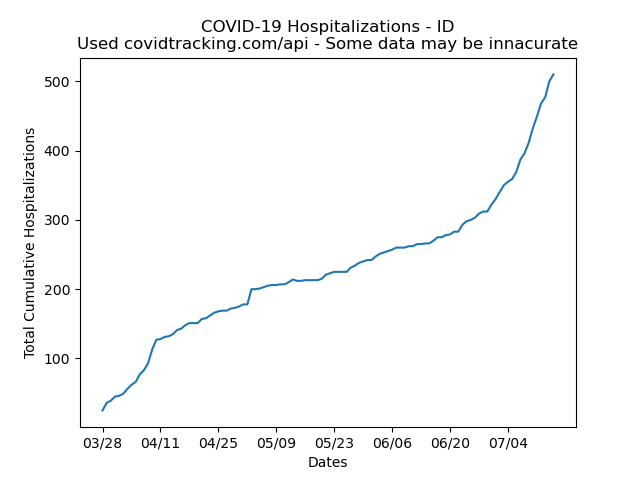 COVID-19 Hospitalizations - ID
Used covidtracking.com/api - Some data may be innacurate
Total Cumulative Hospitalizations
500
400
300
200
100
03/28 04/11 04/25 05/09 05/23 06/06 06/20 07/04
Dates